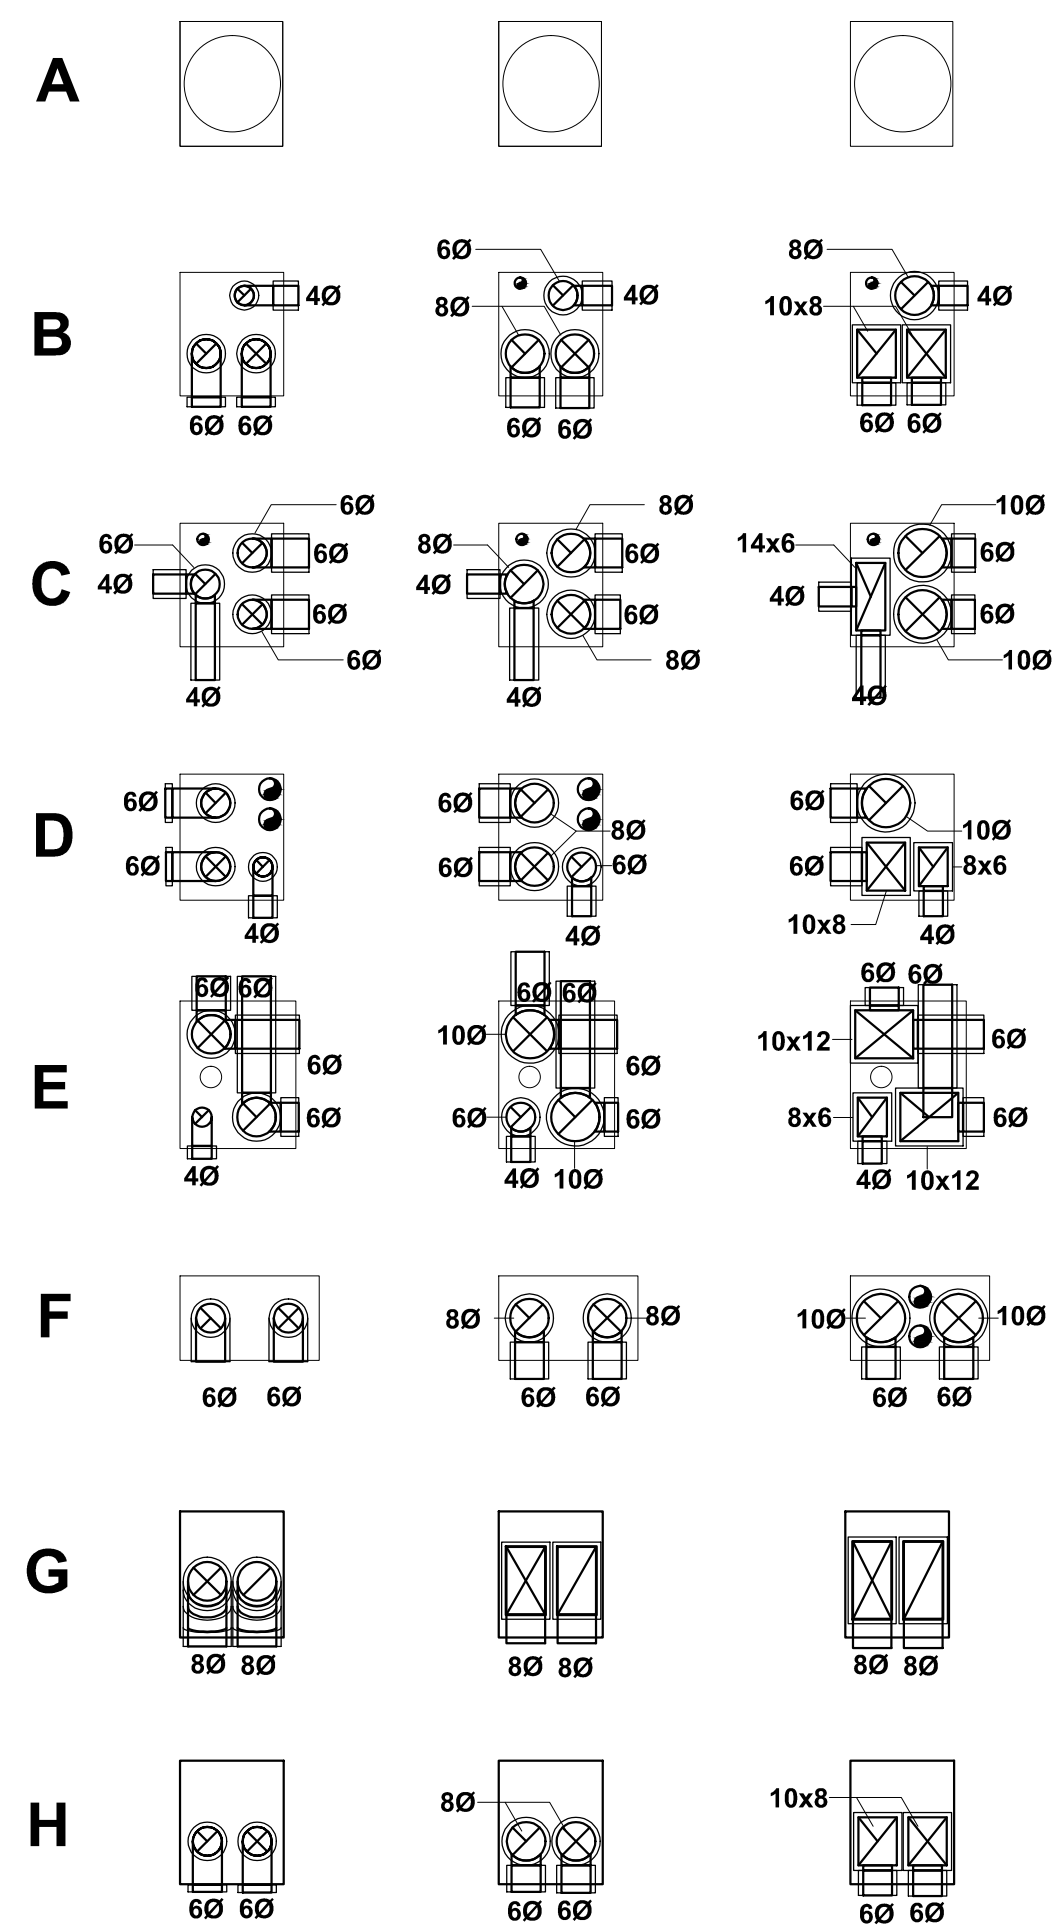 A
6Ø 8Ø
4Ø 4Ø 4Ø
B 8Ø 10x8
6Ø 6Ø 6Ø 6Ø 6Ø 6Ø
6Ø 8Ø 10Ø
6Ø 8Ø 14x6
C 4Ø 6Ø 4Ø 6Ø 4Ø 6Ø
6Ø 6Ø 6Ø
6Ø 8Ø 10Ø
4Ø 4Ø 4Ø
6Ø 6Ø 6Ø
D 8Ø 10Ø
6Ø 6Ø 6Ø 6Ø 8x6
4Ø 4Ø 10x8 4Ø
6Ø 6Ø 6Ø 6Ø 6Ø 6Ø
10Ø 10x12 6Ø
E 6Ø 6Ø
6Ø 6Ø 6Ø 8x6 6Ø
4Ø 4Ø 10Ø 4Ø 10x12
F 8Ø 8Ø 10Ø 10Ø
6Ø 6Ø 6Ø 6Ø 6Ø 6Ø
G
8Ø 8Ø 8Ø 8Ø 8Ø 8Ø
8Ø 10x8
H
6Ø 6Ø 6Ø 6Ø 6Ø 6Ø